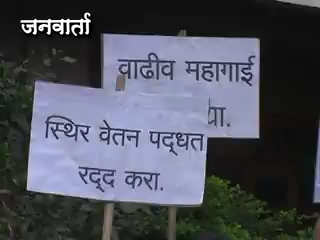 जनवार्ता
वाढीव महागाई
स्थिर वेतन पद्धत
रद्द करा.